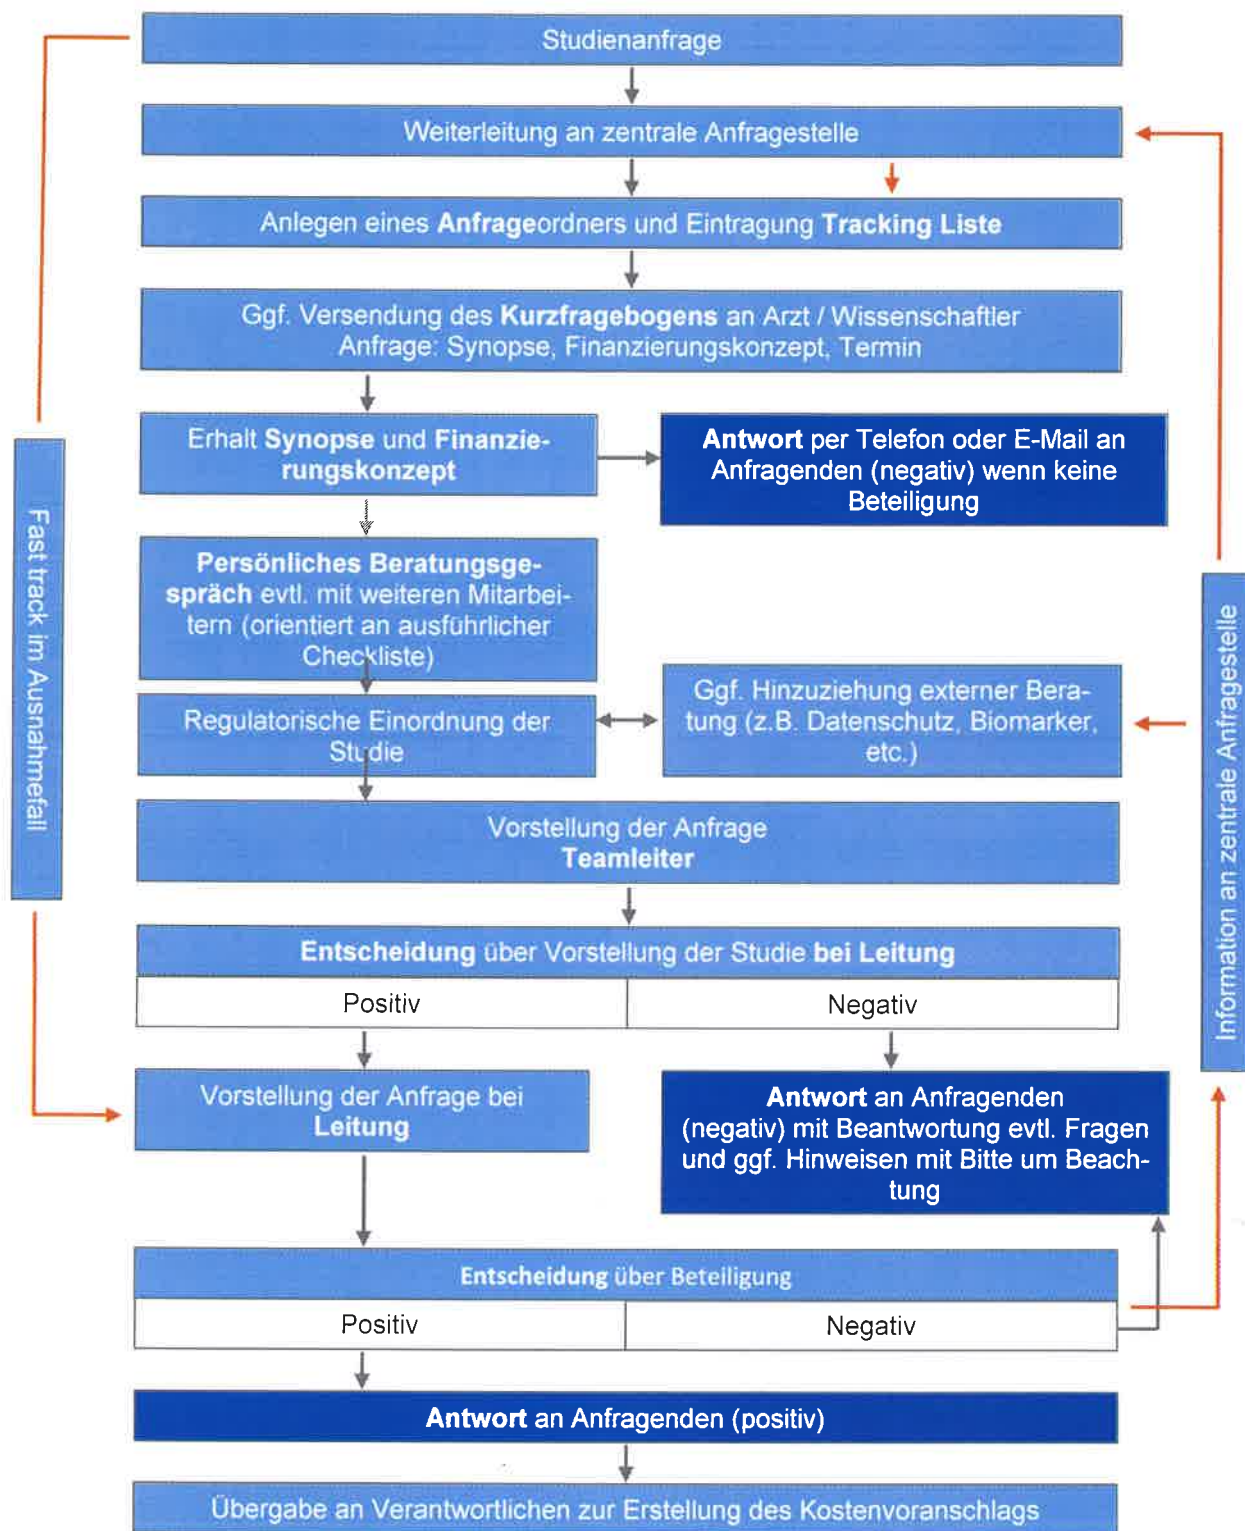 Studienanfrage
Weiterleitung an zentrale Anfragestelle
Anlegen eines Anfrageordners und Eintragung Tracking Liste
Ggf. Versendung des Kurzfragebogens an Arzt / Wissenschaftler
Anfrage: Synopse, Finanzierungskonzept, Termin
Erhalt Synopse und Finanzie-
rungskonzept
Antwort per Telefon oder E-Mail an
Anfragenden (negativ) wenn keine
Beteiligung
Fast track im Ausnahmefall
Persönliches Beratungsge-
spräch evtl. mit weiteren Mitarbei-
tern (orientiert an ausführlicher
Checkliste)
Regulatorische Einordnung der
Studie
Ggf. Hinzuziehung externer Bera-
tung (z.B. Datenschutz, Biomarker,
etc.)
Information an zentrale Anfragestelle
Vorstellung der Anfrage
Teamleiter
Entscheidung über Vorstellung der Studie bei Leitung
Positiv
Negativ
Vorstellung der Anfrage bei
Leitung
Antwort an Anfragenden
(negativ) mit Beantwortung evtl. Fragen
und ggf. Hinweisen mit Bitte um Beach-
tung
Entscheidung über Beteiligung
Positiv
Negativ
Antwort an Anfragenden (positiv)
Übergabe an Verantwortlichen zur Erstellung des Kostenvoranschlags